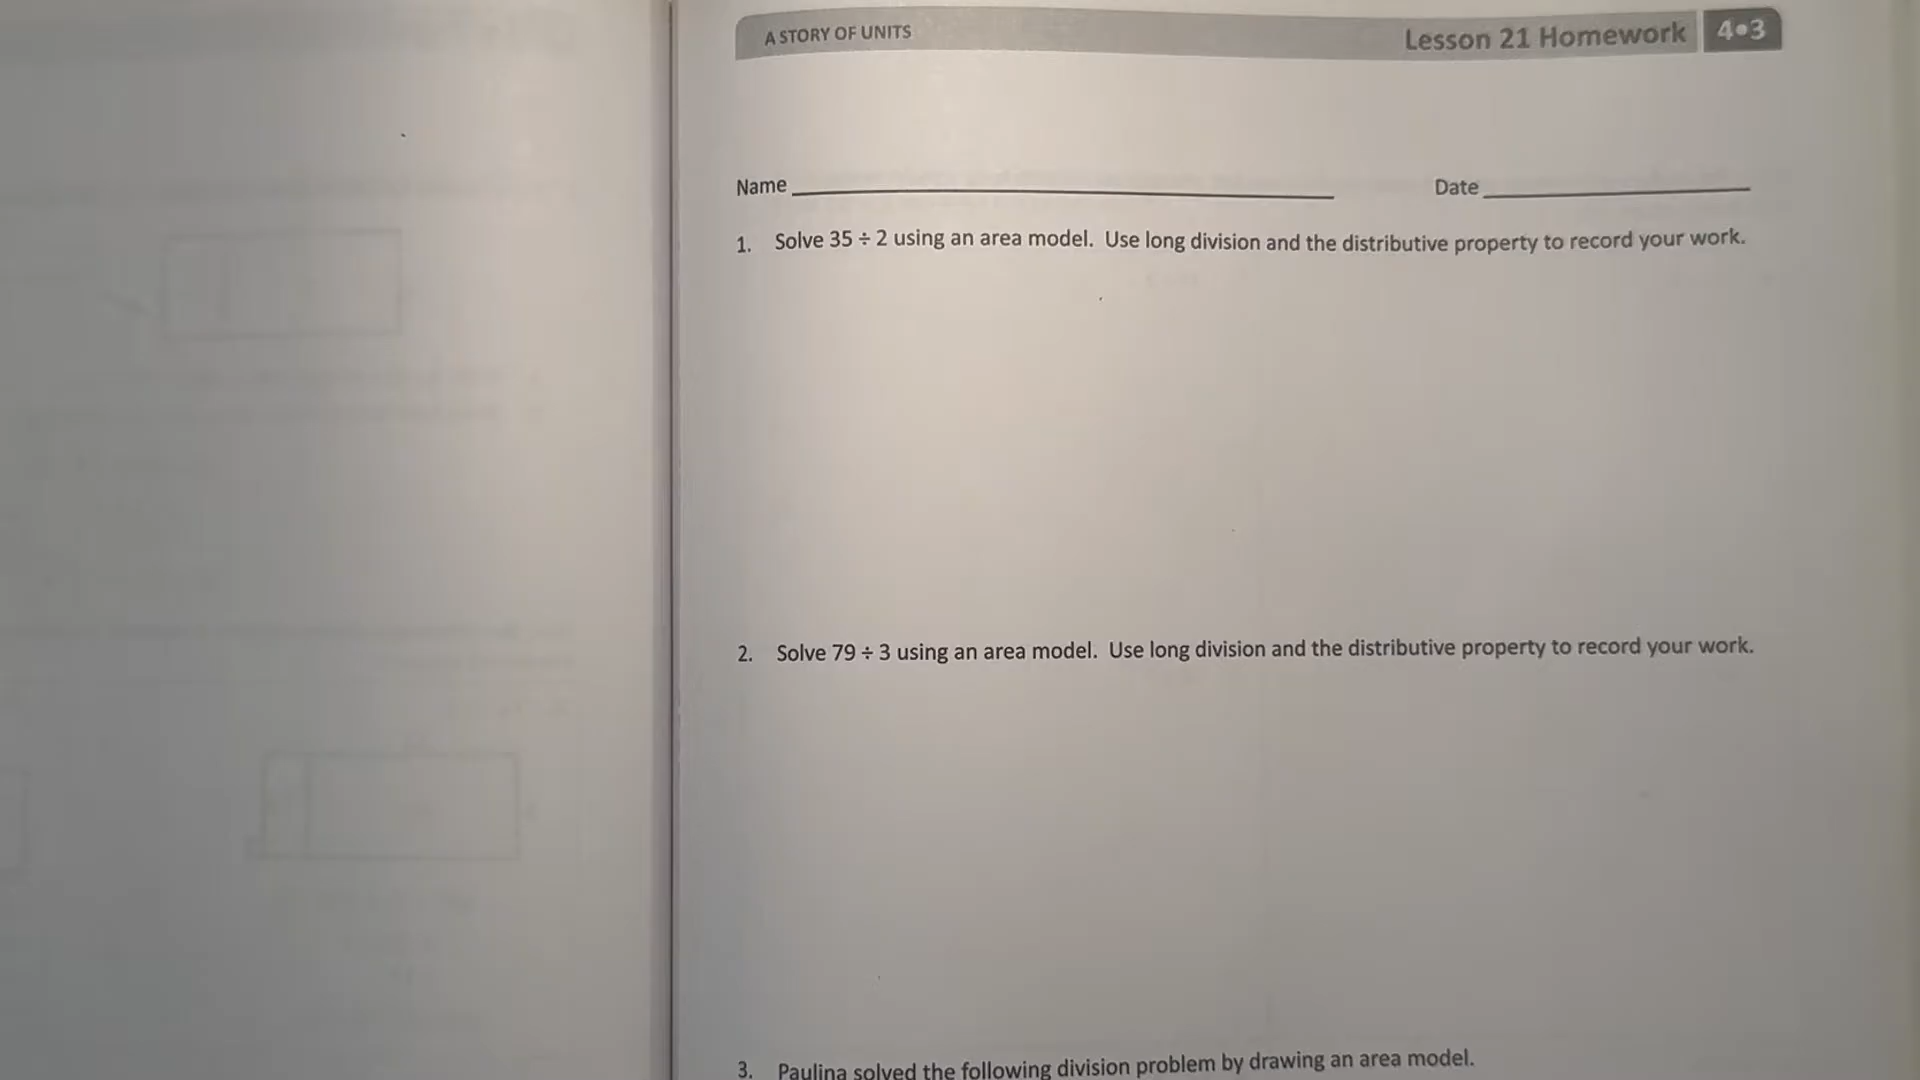 A STORY OF UNITS
Lesson 21 Homework 4•3
Name
Date
1. Solve 35 ÷ 2 using an area model. Use long division and the distributive property to record your work.
2. Solve 79 ÷ 3 using an area model. Use long division and the distributive property to record your work.
3. Paulina solved the following division problem by drawing an area model.